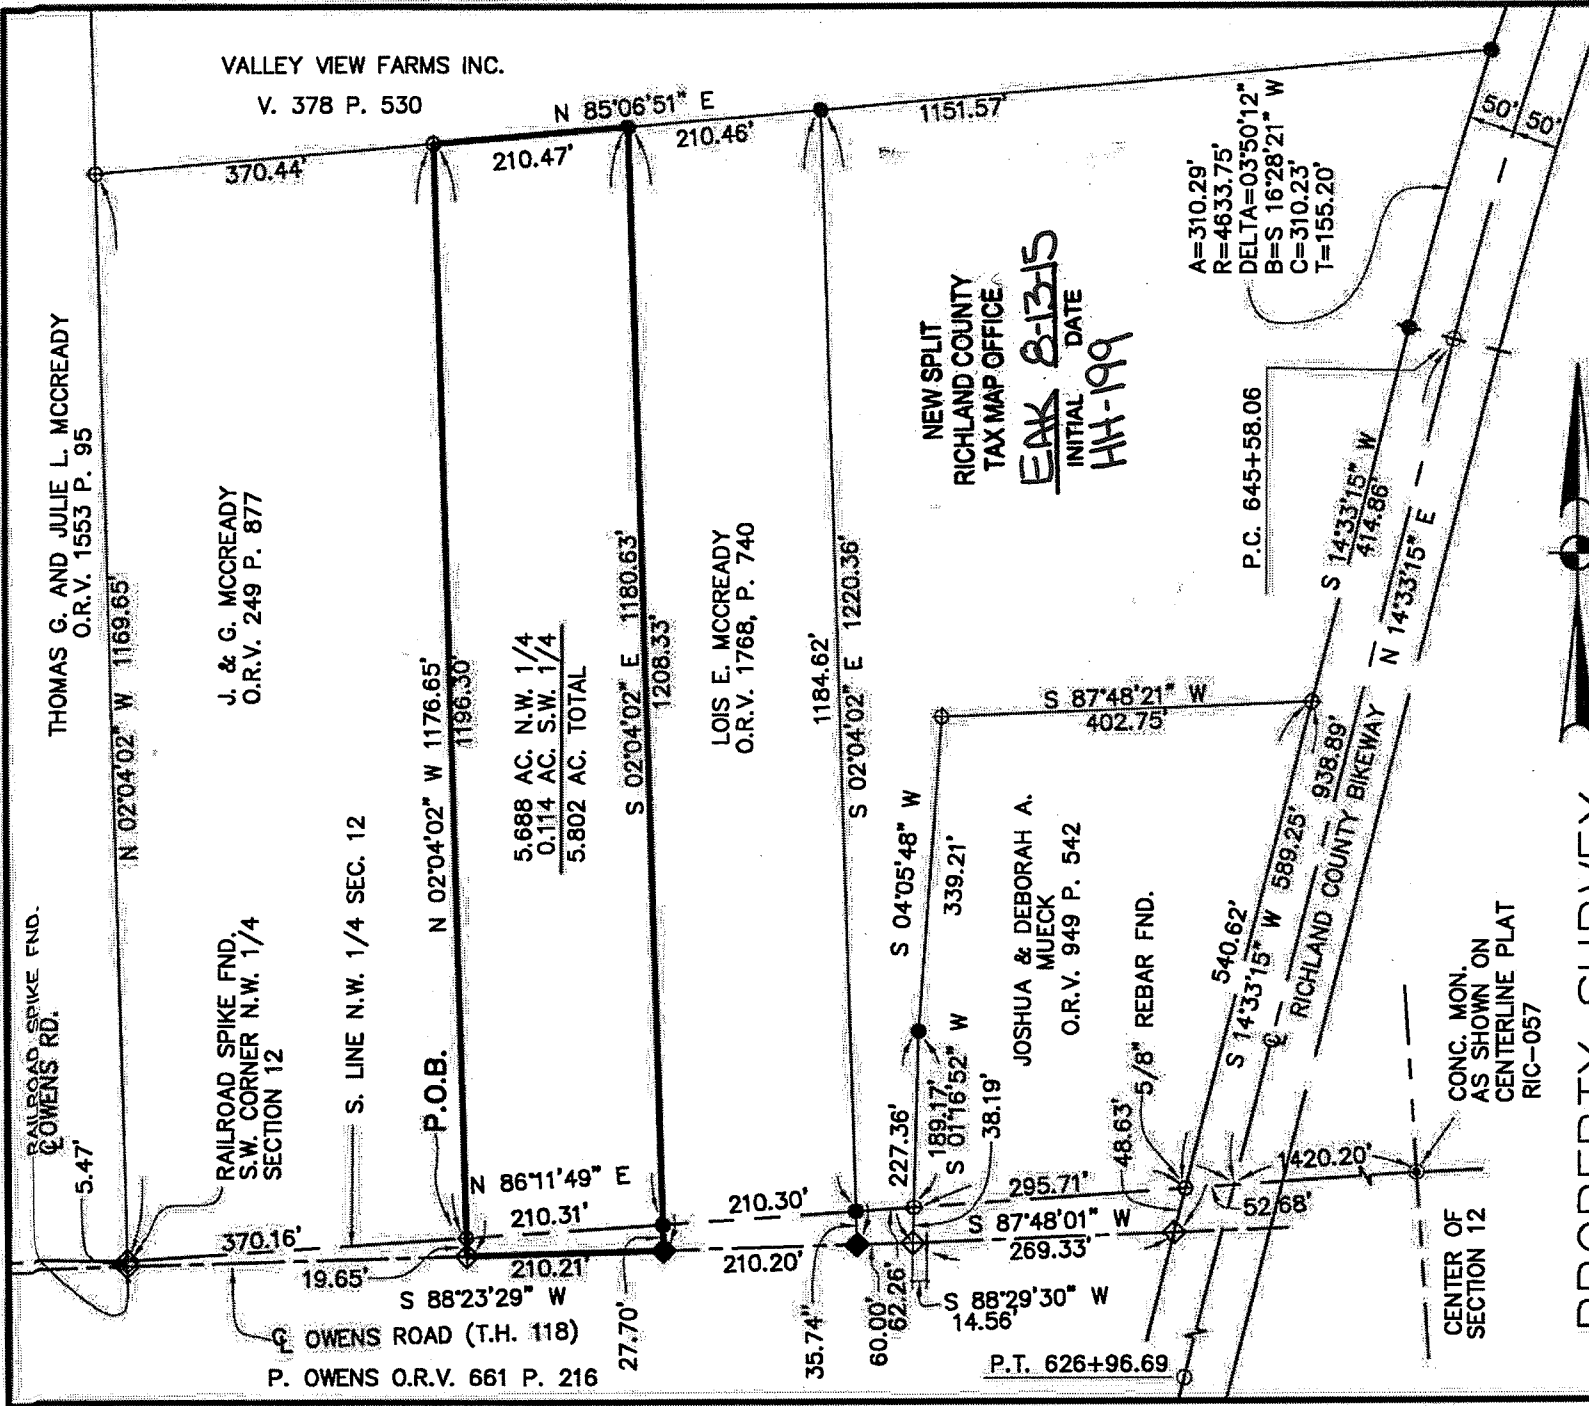 VALLEY VIEW FARMS INC.
V. 378 P. 530
N 85°06'51" E
370.44'
210.47'
210.46'
1151.57'
50'
50'
A=310.29'
R=4633.75'
DELTA=03°50'12"
B=S 16°28'21" W
C=310.23'
T=155.20'
THOMAS G. AND JULIE L. MCCREADY
O.R.V. 1553 P. 95
N 02°04'02" W 1169.65'
J. & G. MCCREADY
O.R.V. 249 P. 877
N 02°04'02" W 1176.65'
1196.30'
5.688 AC. N.W. 1/4
0.114 AC. S.W. 1/4
5.802 AC. TOTAL
S 02°04'02" E 1180.63'
1208.33'
LOIS E. MCCREADY
O.R.V. 1768, P. 740
1184.62'
S 02°04'02" E 1220.36'
NEW SPLIT
RICHLAND COUNTY
TAX MAP OFFICE
EAK 8-13-15
INITIAL DATE
HH-199
P.C. 645+58.06
S 14°33'15" W
414.86'
N 14°33'15" E
S 87°48'21" W
402.75'
S 04°05'48" W
339.21'
JOSHUA & DEBORAH A.
MUECK
O.R.V. 949 P. 542
938.89'
S 14°33'15" W 589.25'
540.62'
℄ RICHLAND COUNTY BIKEWAY
RAILROAD SPIKE FND.
℄ OWENS RD.
5.47'
RAILROAD SPIKE FND,
S.W. CORNER N.W. 1/4
SECTION 12
S. LINE N.W. 1/4 SEC. 12
P.O.B.
N 86°11'49" E
370.16'
210.31'
210.30'
227.36'
189.17'
S 01°16'52" W
38.19'
295.71'
48.63'
5/8" REBAR FND.
52.68'
1420.20'
CONC. MON.
AS SHOWN ON
CENTERLINE PLAT
RIC-057
19.65'
210.21'
S 88°23'29" W
27.70'
210.20'
35.74"
60.00'
62.26'
S 87°48'01" W
269.33'
S 88°29'30" W
14.56'
℄ OWENS ROAD (T.H. 118)
P. OWENS O.R.V. 661 P. 216
P.T. 626+96.69
CENTER OF
SECTION 12
PROPERTY SURVEY